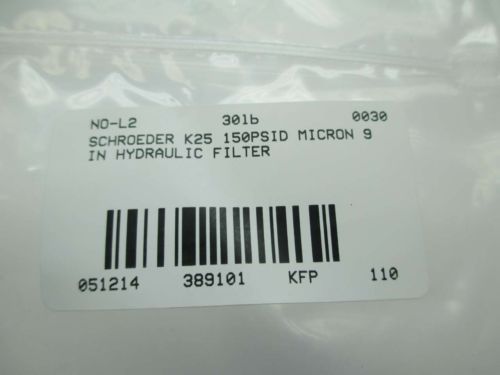 NO-L2 301b 0030
SCHROEDER K25 150PSID MICRON 9
IN HYDRAULIC FILTER
051214 389101 KFP 110